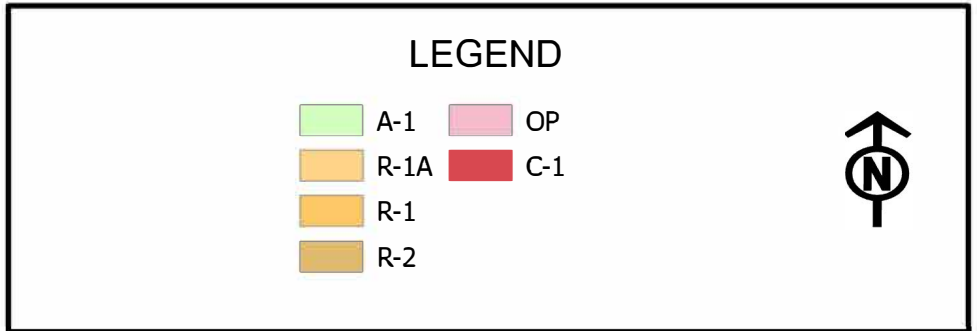 LEGEND
A-1 OP
R-1A C-1
R-1
R-2
N